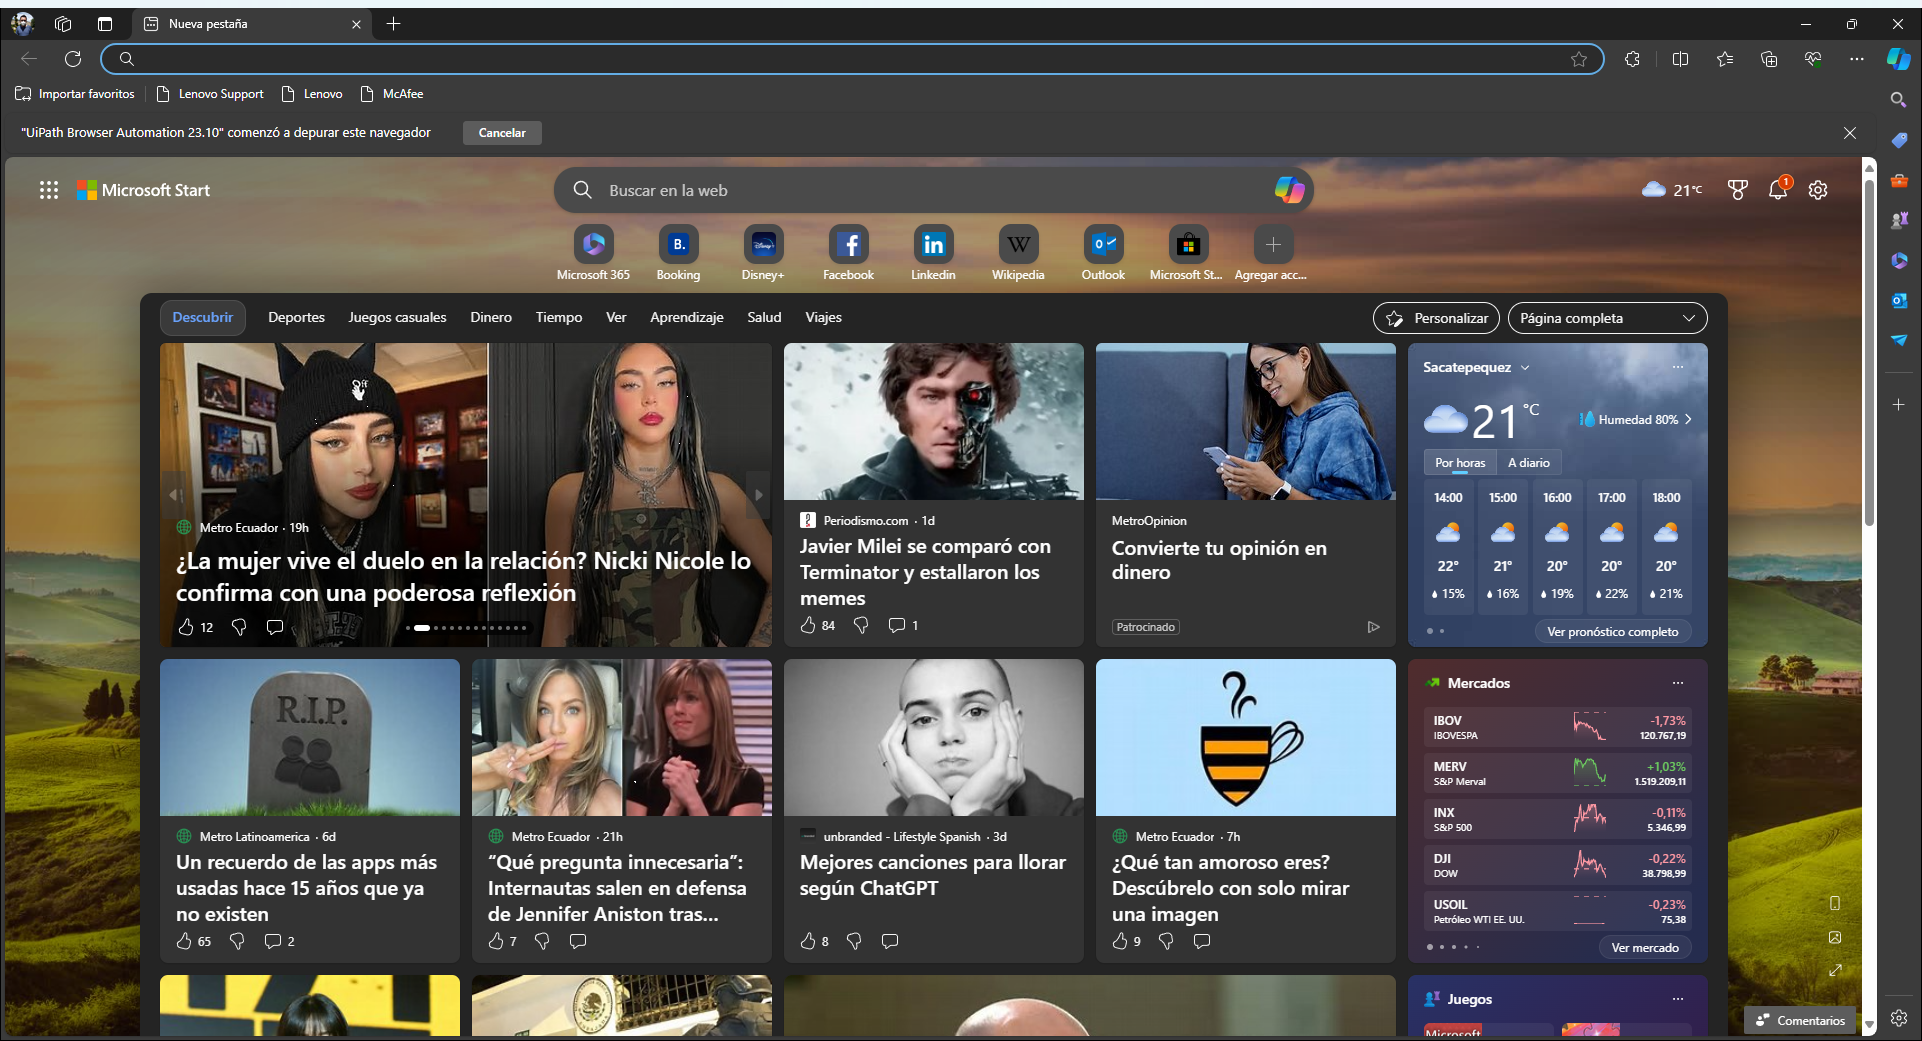 Nueva pestaña
Importar favoritos
Lenovo Support
Lenovo
McAfee
"UiPath Browser Automation 23.10" comenzó a depurar este navegador
Cancelar
Microsoft Start
Buscar en la web
21°C
1
Microsoft 365
B.
Booking
Disney+
Disney+
Facebook
in
Linkedin
W
Wikipedia
Outlook
Microsoft St...
Agregar acc...
Descubrir
Deportes
Juegos casuales
Dinero
Tiempo
Ver
Aprendizaje
Salud
Viajes
Personalizar
Página completa
Off
Metro Ecuador · 19h
¿La mujer vive el duelo en la relación? Nicki Nicole lo
confirma con una poderosa reflexión
12
Periodismo.com · 1d
Javier Milei se comparó con
Terminator y estallaron los
memes
84
1
MetroOpinion
Convierte tu opinión en
dinero
Patrocinado
Sacatepequez
21 °C
Humedad 80%
Por horas
A diario
14:00 15:00 16:00 17:00 18:00
22° 21° 20° 20° 20°
15% 16% 19% 22% 21%
Ver pronóstico completo
R.I.P.
Metro Latinoamerica · 6d
Un recuerdo de las apps más
usadas hace 15 años que ya
no existen
65
2
Metro Ecuador · 21h
“Qué pregunta innecesaria”:
Internautas salen en defensa
de Jennifer Aniston tras...
7
unbranded - Lifestyle Spanish · 3d
Mejores canciones para llorar
según ChatGPT
8
Metro Ecuador · 7h
¿Qué tan amoroso eres?
Descúbrelo con solo mirar
una imagen
9
Mercados
IBOV -1,73%
IBOVESPA 120.767,19
MERV +1,03%
S&P Merval 1.519.209,11
INX -0,11%
S&P 500 5.346,99
DJI -0,22%
DOW 38.798,99
USOIL -0,23%
Petróleo WTI EE. UU. 75,38
Ver mercado
Juegos
Microsoft
Comentarios